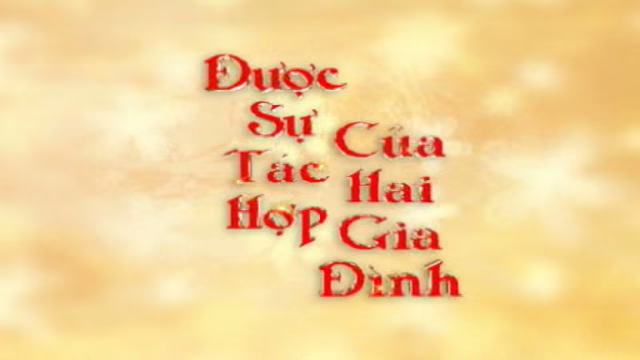 Được
Sự
Tác
Hợp
Của
Hai
Gia
Đình